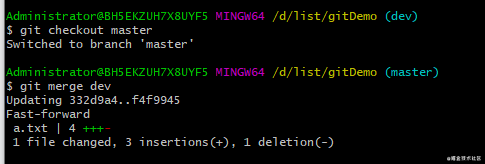 Administrator@BH5EKZUH7X8UYF5 MINGW64 /d/list/gitDemo (dev)
$ git checkout master
Switched to branch 'master'
Administrator@BH5EKZUH7X8UYF5 MINGW64 /d/list/gitDemo (master)
$ git merge dev
Updating 332d9a4..f4f9945
Fast-forward
a.txt | 4 +++-
1 file changed, 3 insertions(+), 1 deletion(-)
@稀土掘金技术社区